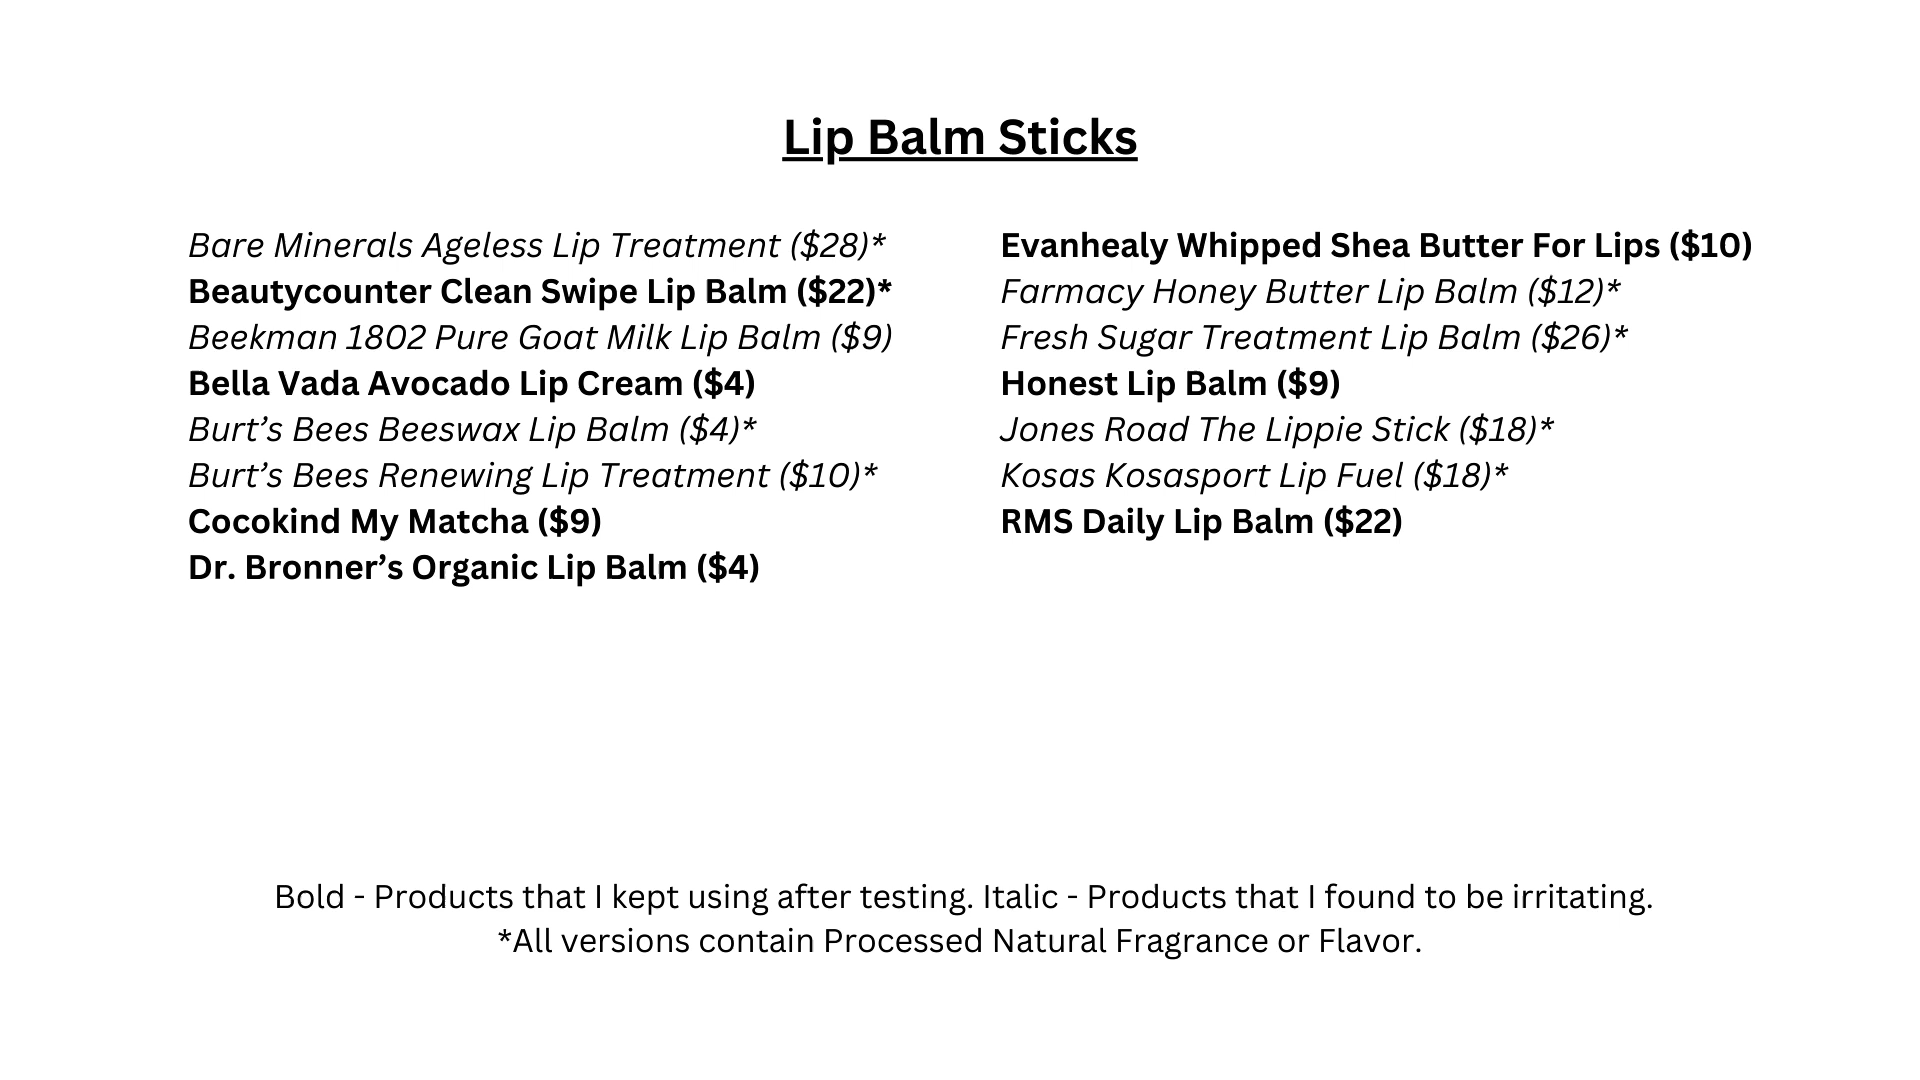 Lip Balm Sticks
Bare Minerals Ageless Lip Treatment ($28)*
Beautycounter Clean Swipe Lip Balm ($22)*
Beekman 1802 Pure Goat Milk Lip Balm ($9)
Bella Vada Avocado Lip Cream ($4)
Burt’s Bees Beeswax Lip Balm ($4)*
Burt’s Bees Renewing Lip Treatment ($10)*
Cocokind My Matcha ($9)
Dr. Bronner’s Organic Lip Balm ($4)
Evanhealy Whipped Shea Butter For Lips ($10)
Farmacy Honey Butter Lip Balm ($12)*
Fresh Sugar Treatment Lip Balm ($26)*
Honest Lip Balm ($9)
Jones Road The Lippie Stick ($18)*
Kosas Kosasport Lip Fuel ($18)*
RMS Daily Lip Balm ($22)
Bold - Products that I kept using after testing. Italic - Products that I found to be irritating.
*All versions contain Processed Natural Fragrance or Flavor.